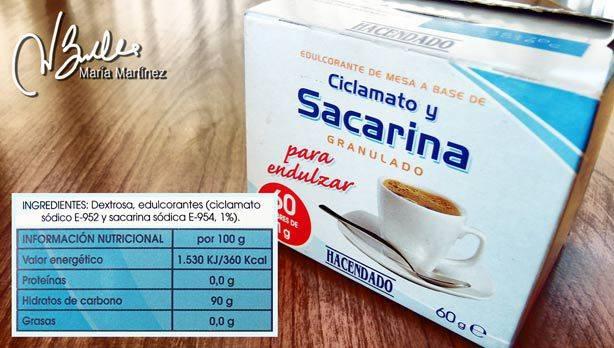 María Martínez
HACENDADO
EDULCORANTE DE MESA A BASE DE
Ciclamato y
Sacarina
GRANULADO
para
endulzar
60
HACENDADO
60 g e
INGREDIENTES: Dextrosa, edulcorantes (ciclamato
sódico E-952 y sacarina sódica E-954, 1%).
INFORMACIÓN NUTRICIONAL por 100 g
Valor energético 1.530 KJ/360 Kcal
Proteínas 0,0 g
Hidratos de carbono 90 g
Grasas 0,0 g